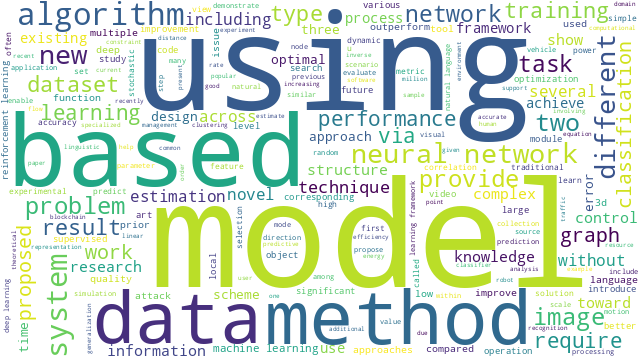 algorithm
using
type
network
training
including
process
framework
existing
multiple
new
deep
three
optimal
task
show
dataset
learning
function
design
across
level
performance
via
approach
module
two
several
achieve
different
classification
reinforcement learning
accuracy
based
neural network
provide
model
problem
estimation
novel
structure
technique
corresponding
complex
result
work
research
prior
art
supervised
quality
system
proposed
time
deep learning
simulation
attack
scheme
object
local
selection
direction
knowledge
without
graph
control
error
large
language
introduce
toward
image
require
data
method
information
machine learning
use
approaches
compared
improve
operation
significant
low
video
correlation
traditional
learn
3d
natural language
visual
optimization
vehicle
scenario
evaluate
metric
million
future
previous
search
similar
increasing
outperform
issue
demonstrate
various
view
code
many
stochastic
step
feature
random
high
first
propose
energy
efficiency
mode
among
called
learning framework
source
prediction
collection
classifier
analysis
robot
solution
scale
within
motion
better
recognition
processing
include
resource
traffic
equation
human
accurate
given
environment
dynamic
inverse
tool
used
domain
simple
power
popular
natural
present
distance
improvement
constraint
experiment
application
recent
often
enable
set
current
recently
specialized
management
clustering
estimate
common
linguistic
paper
parameter
help
experimental
predict
blockchain
linear
representation
theoretical
generalization
predictive
user
one
additional
value
due
point
node
rate
good
sample